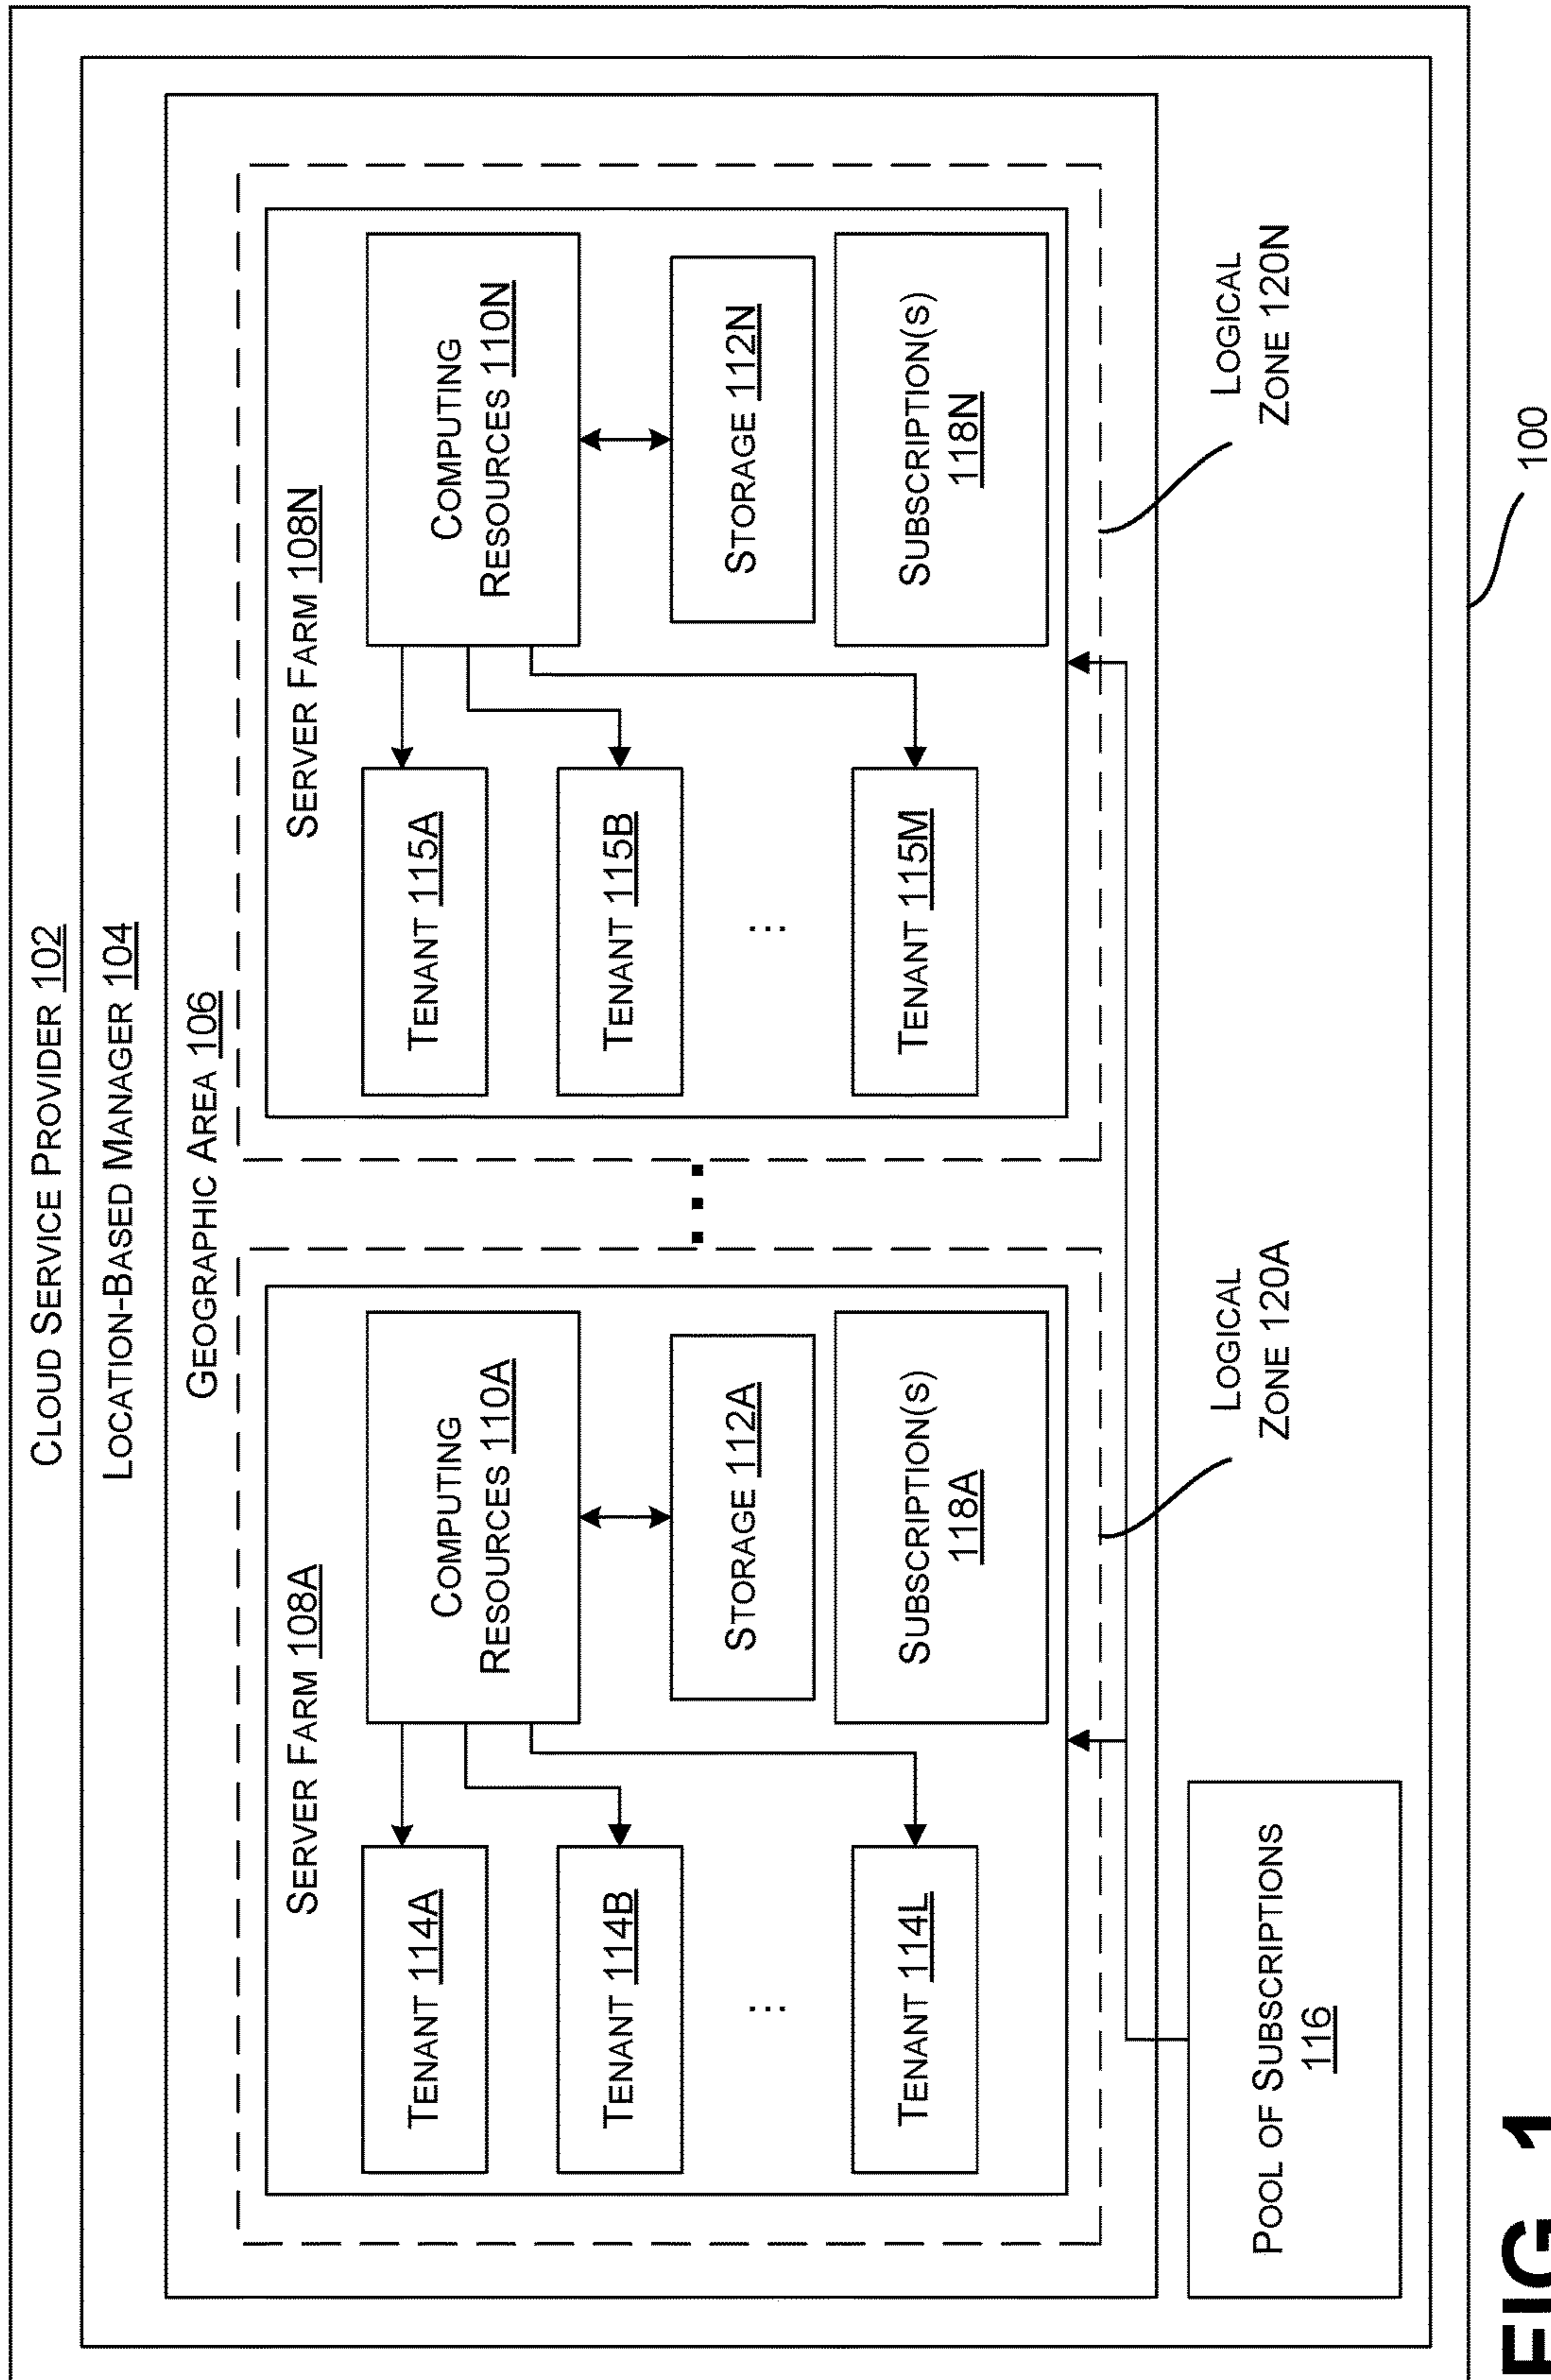 CLOUD SERVICE PROVIDER 102
LOCATION-BASED MANAGER 104
GEOGRAPHIC AREA 106
SERVER FARM 108A
TENANT 114A
TENANT 114B
...
TENANT 114L
COMPUTING
RESOURCES 110A
STORAGE 112A
SUBSCRIPTION(S)
118A
...
SERVER FARM 108N
TENANT 115A
TENANT 115B
...
TENANT 115M
COMPUTING
RESOURCES 110N
STORAGE 112N
SUBSCRIPTION(S)
118N
POOL OF SUBSCRIPTIONS
116
LOGICAL
ZONE 120A
LOGICAL
ZONE 120N
100
FIG. 1